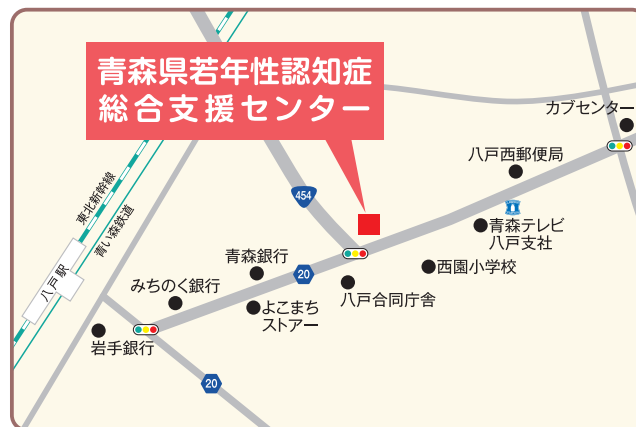 青森県若年性認知症
総合支援センター
カブセンター
八戸西郵便局
454
東北新幹線
青い森鉄道
青森テレビ
八戸支社
青森銀行
西園小学校
20
八戸駅
みちのく銀行
八戸合同庁舎
よこまち
ストアー
岩手銀行
20